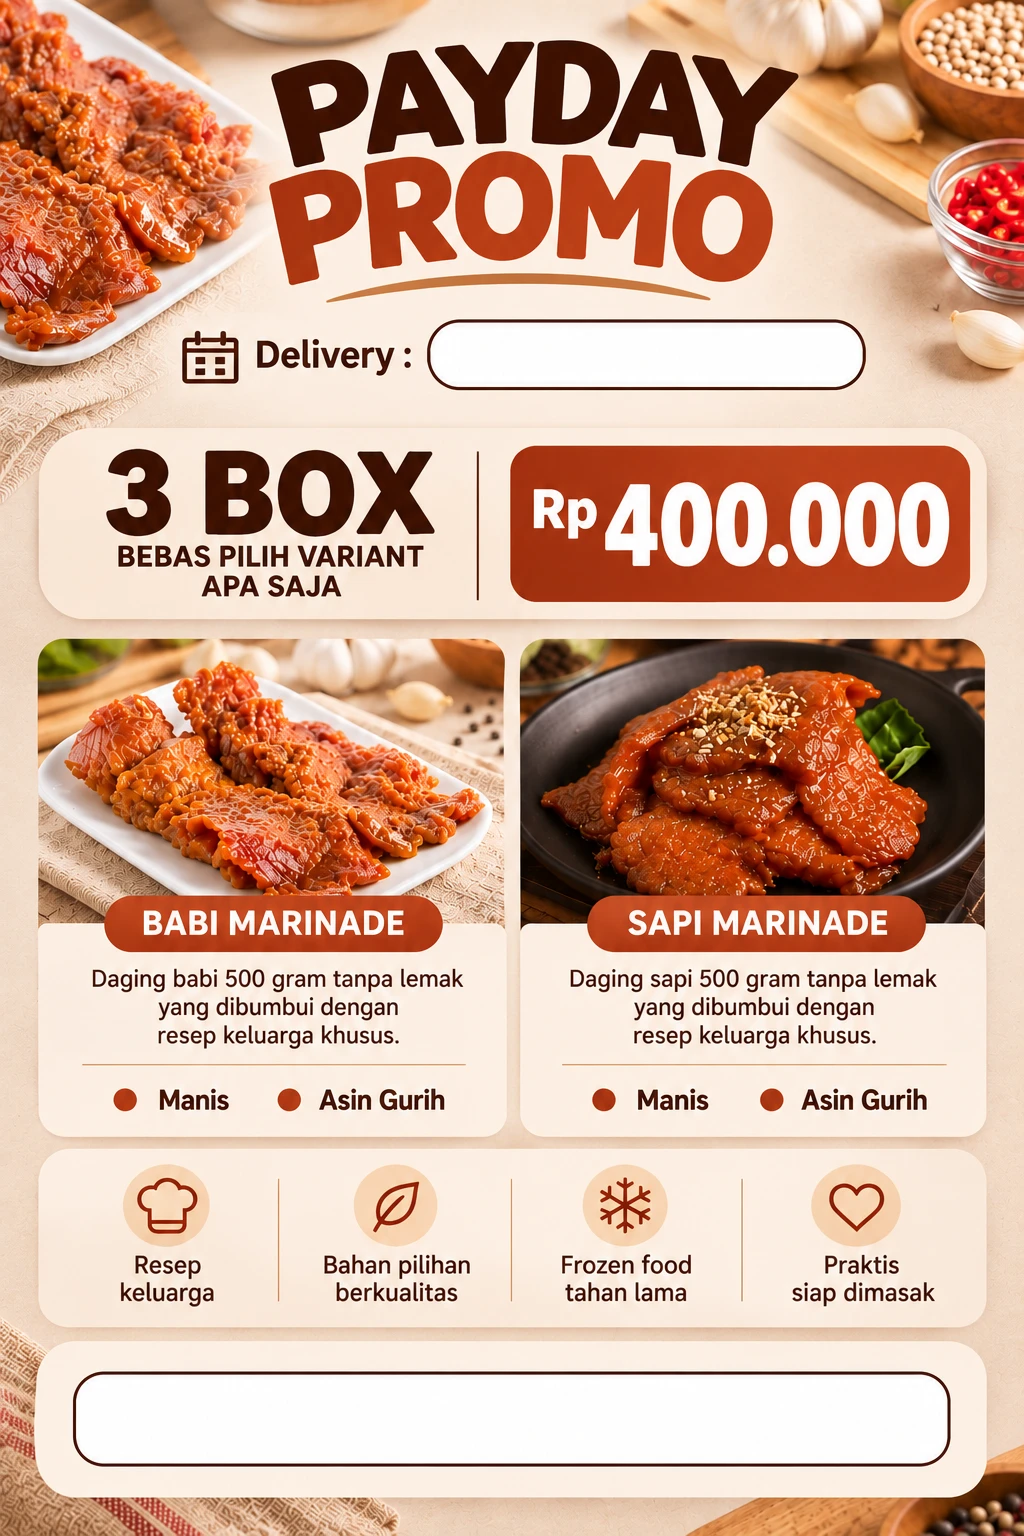 PAYDAY
PROMO
Delivery :
3 BOX
BEBAS PILIH VARIANT
APA SAJA
Rp 400.000
BABI MARINADE
Daging babi 500 gram tanpa lemak
yang dibumbui dengan
resep keluarga khusus.
Manis
Asin Gurih
SAPI MARINADE
Daging sapi 500 gram tanpa lemak
yang dibumbui dengan
resep keluarga khusus.
Manis
Asin Gurih
Resep
keluarga
Bahan pilihan
berkualitas
Frozen food
tahan lama
Praktis
siap dimasak